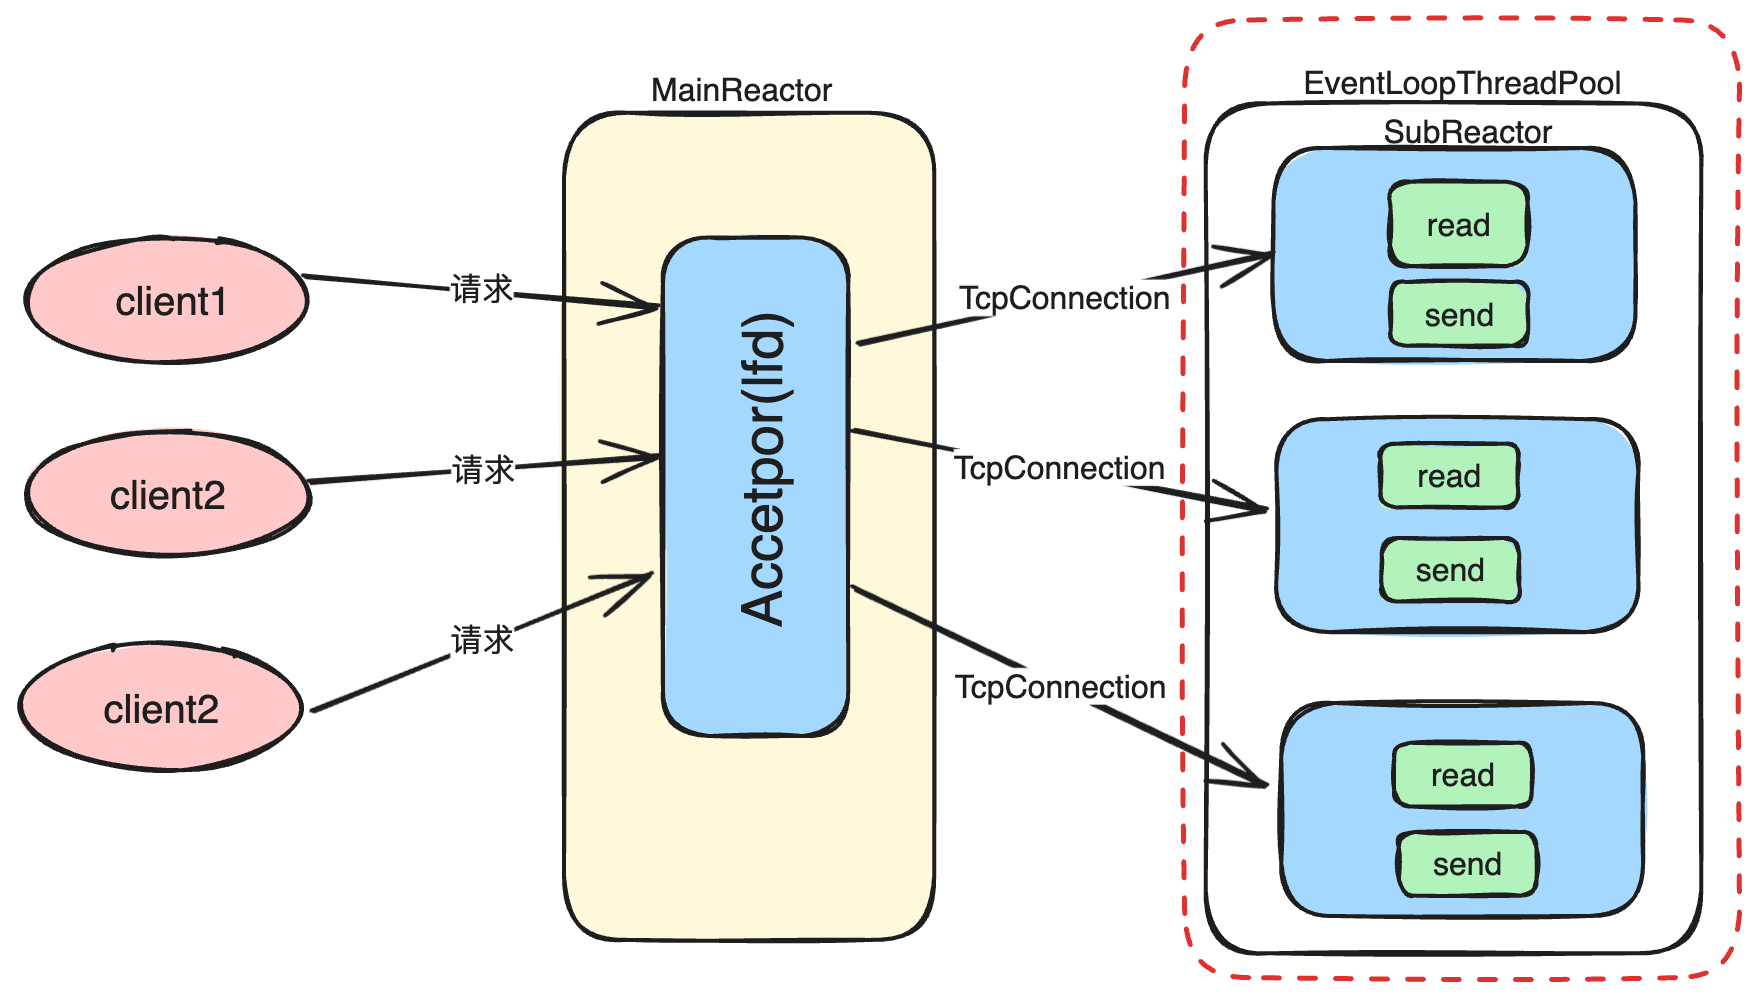 MainReactor
EventLoopThreadPool
SubReactor
client1
请求
client2
请求
client2
请求
Accetpor(lfd)
TcpConnection
TcpConnection
TcpConnection
read
send
read
send
read
send